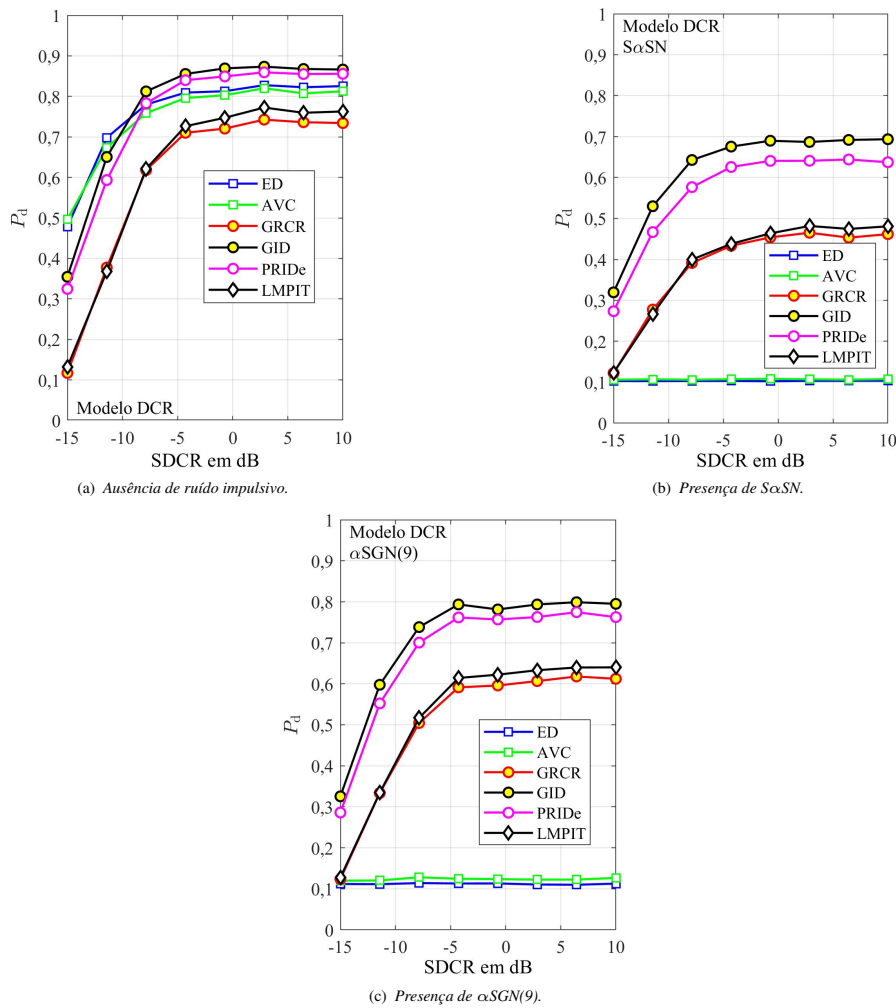 1
0,9
0,8
0,7
0,6
0,5
0,4
0,3
0,2
0,1
0
P_d
ED
AVC
GRCR
GID
PRIDe
LMPIT
Modelo DCR
-15 -10 -5 0 5 10
SDCR em dB
(a) Ausência de ruído impulsivo.
1
0,9
0,8
0,7
0,6
0,5
0,4
0,3
0,2
0,1
0
P_d
Modelo DCR
SαSN
ED
AVC
GRCR
GID
PRIDe
LMPIT
-15 -10 -5 0 5 10
SDCR em dB
(b) Presença de SαSN.
1
0,9
0,8
0,7
0,6
0,5
0,4
0,3
0,2
0,1
0
P_d
Modelo DCR
αSGN(9)
ED
AVC
GRCR
GID
PRIDe
LMPIT
-15 -10 -5 0 5 10
SDCR em dB
(c) Presença de αSGN(9).